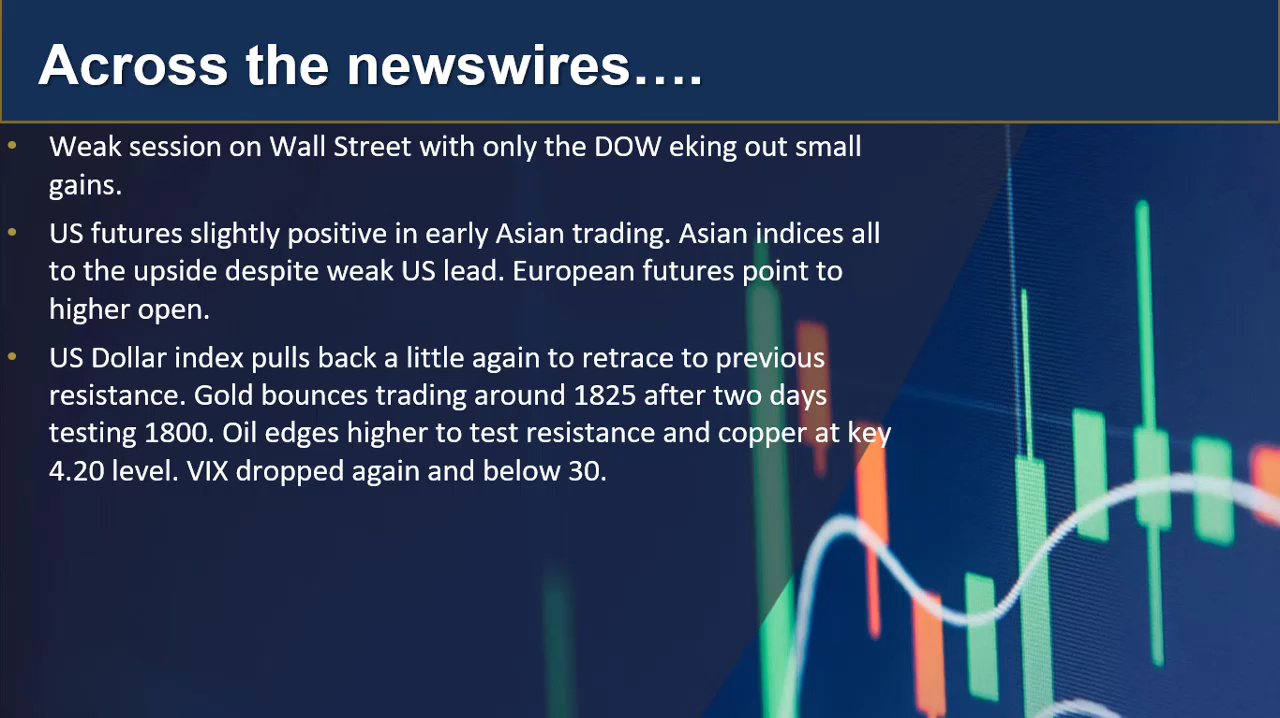 Across the newswires….
• Weak session on Wall Street with only the DOW eking out small
gains.
• US futures slightly positive in early Asian trading. Asian indices all
to the upside despite weak US lead. European futures point to
higher open.
• US Dollar index pulls back a little again to retrace to previous
resistance. Gold bounces trading around 1825 after two days
testing 1800. Oil edges higher to test resistance and copper at key
4.20 level. VIX dropped again and below 30.